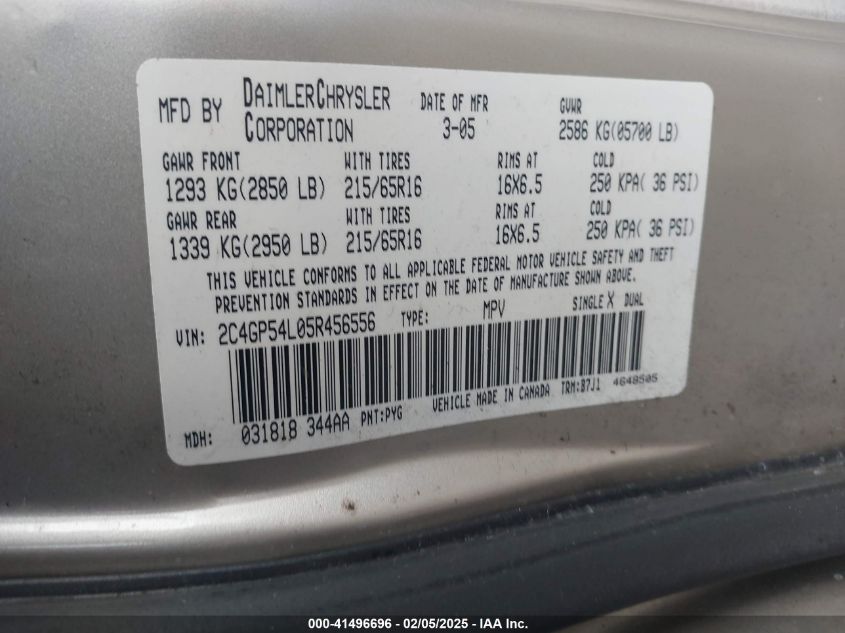 MFD BY DAIMLERCHRYSLER CORPORATION DATE OF MFR 3-05 GVWR 2586 KG(05700 LB)
GAWR FRONT WITH TIRES RIMS AT COLD
1293 KG(2850 LB) 215/65R16 16X6.5 250 KPA( 36 PSI)
GAWR REAR WITH TIRES RIMS AT COLD
1339 KG(2950 LB) 215/65R16 16X6.5 250 KPA( 36 PSI)
THIS VEHICLE CONFORMS TO ALL APPLICABLE FEDERAL MOTOR VEHICLE SAFETY AND THEFT
PREVENTION STANDARDS IN EFFECT ON THE DATE OF MANUFACTURE SHOWN ABOVE.
VIN: 2C4GP54L05R456556 TYPE: MPV SINGLE X DUAL
MDH: 031818 344AA PNT:PYG VEHICLE MADE IN CANADA TRM:B7J1 4648505
000-41496696 - 02/05/2025 - IAA Inc.